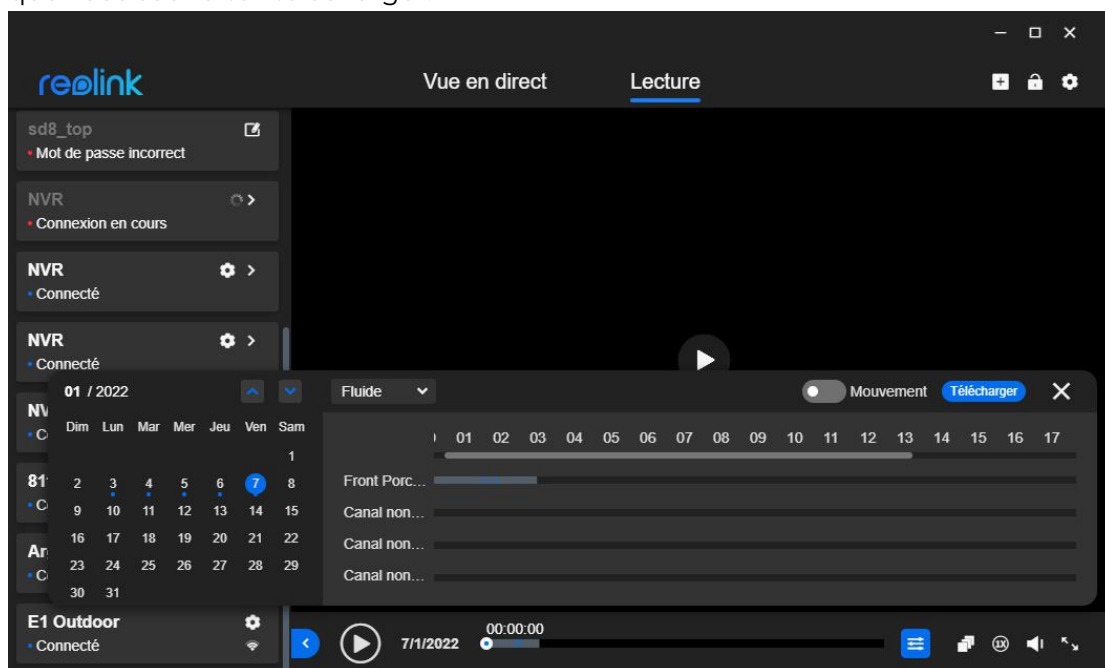 reolink
Vue en direct
Lecture
sd8_top
Mot de passe incorrect
NVR
Connexion en cours
NVR
Connecté
NVR
Connecté
01 / 2022
Fluide
Mouvement
Télécharger
Dim Lun Mar Mer Jeu Ven Sam
1
2 3 4 5 6 7 8
9 10 11 12 13 14 15
16 17 18 19 20 21 22
23 24 25 26 27 28 29
30 31
01 02 03 04 05 06 07 08 09 10 11 12 13 14 15 16 17
Front Porc...
Canal non...
Canal non...
Canal non...
E1 Outdoor
Connecté
7/1/2022
00:00:00
1X